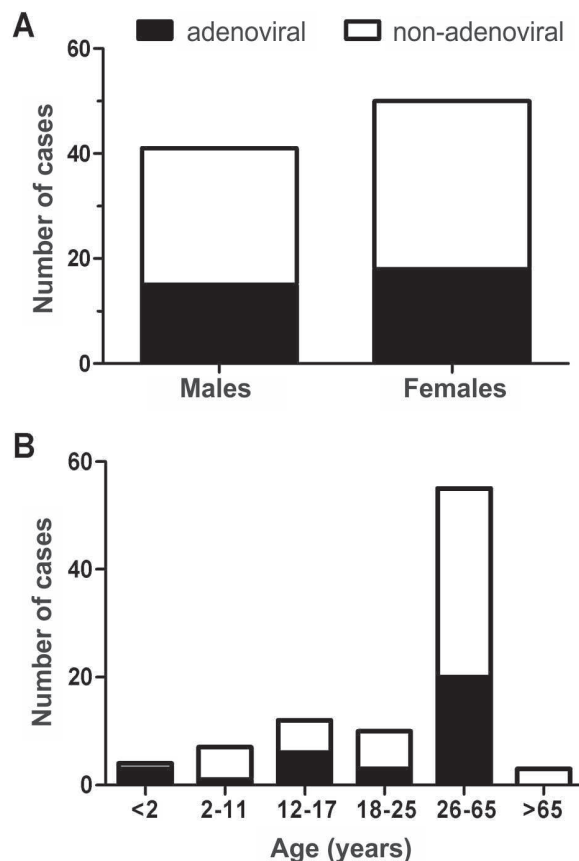 A
adenoviral non-adenoviral
60
40
20
0
Number of cases
Males Females
B
60
40
20
0
Number of cases
<2 2-11 12-17 18-25 26-65 >65
Age (years)